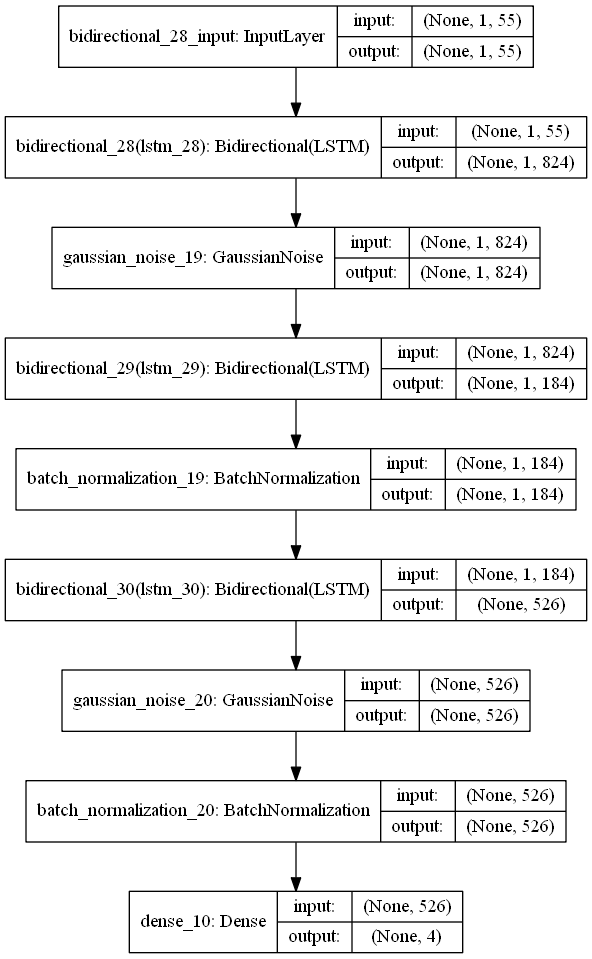 bidirectional_28_input: InputLayer
input: (None, 1, 55)
output: (None, 1, 55)
bidirectional_28(lstm_28): Bidirectional(LSTM)
input: (None, 1, 55)
output: (None, 1, 824)
gaussian_noise_19: GaussianNoise
input: (None, 1, 824)
output: (None, 1, 824)
bidirectional_29(lstm_29): Bidirectional(LSTM)
input: (None, 1, 824)
output: (None, 1, 184)
batch_normalization_19: BatchNormalization
input: (None, 1, 184)
output: (None, 1, 184)
bidirectional_30(lstm_30): Bidirectional(LSTM)
input: (None, 1, 184)
output: (None, 526)
gaussian_noise_20: GaussianNoise
input: (None, 526)
output: (None, 526)
batch_normalization_20: BatchNormalization
input: (None, 526)
output: (None, 526)
dense_10: Dense
input: (None, 526)
output: (None, 4)